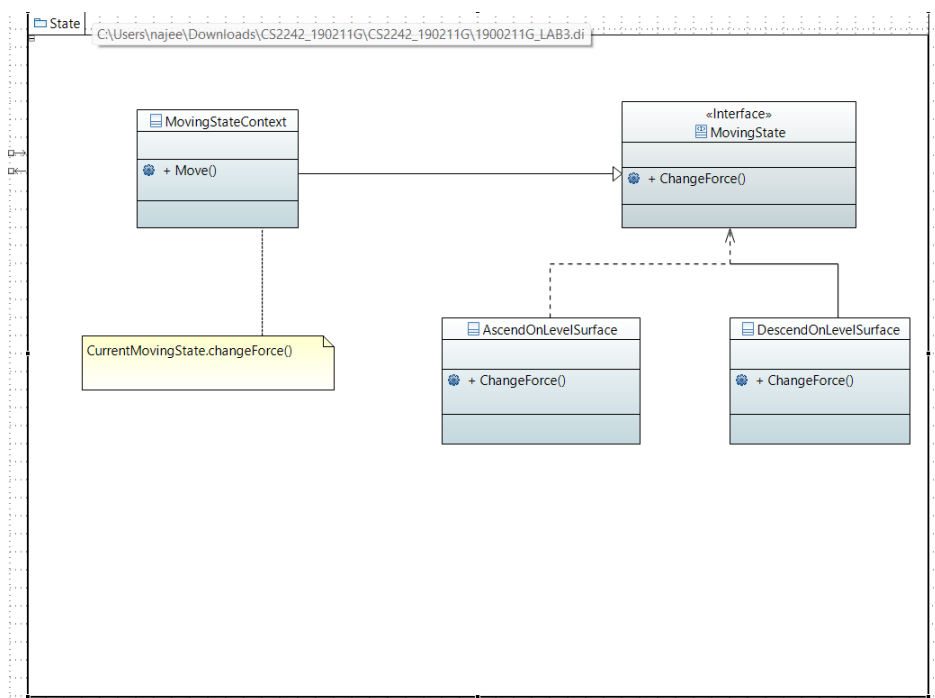 State
C:\Users\najee\Downloads\CS2242_190211G\CS2242_190211G\1900211G_LAB3.di
MovingStateContext
+ Move()
«Interface»
MovingState
+ ChangeForce()
CurrentMovingState.changeForce()
AscendOnLevelSurface
+ ChangeForce()
DescendOnLevelSurface
+ ChangeForce()